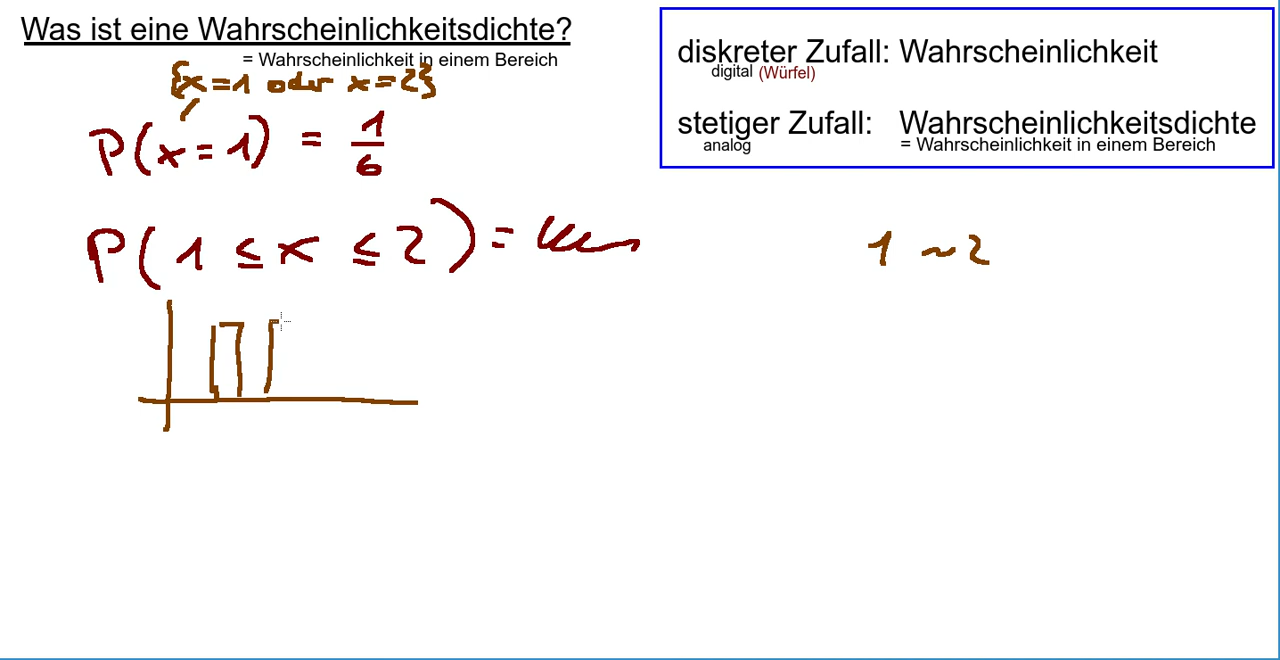 Was ist eine Wahrscheinlichkeitsdichte?
= Wahrscheinlichkeit in einem Bereich
{x=1 oder x=2}
P(x=1) = 1/6
P(1 ≤ x ≤ 2) =
diskreter Zufall: Wahrscheinlichkeit
digital (Würfel)
stetiger Zufall: Wahrscheinlichkeitsdichte
analog = Wahrscheinlichkeit in einem Bereich
1 ~ 2